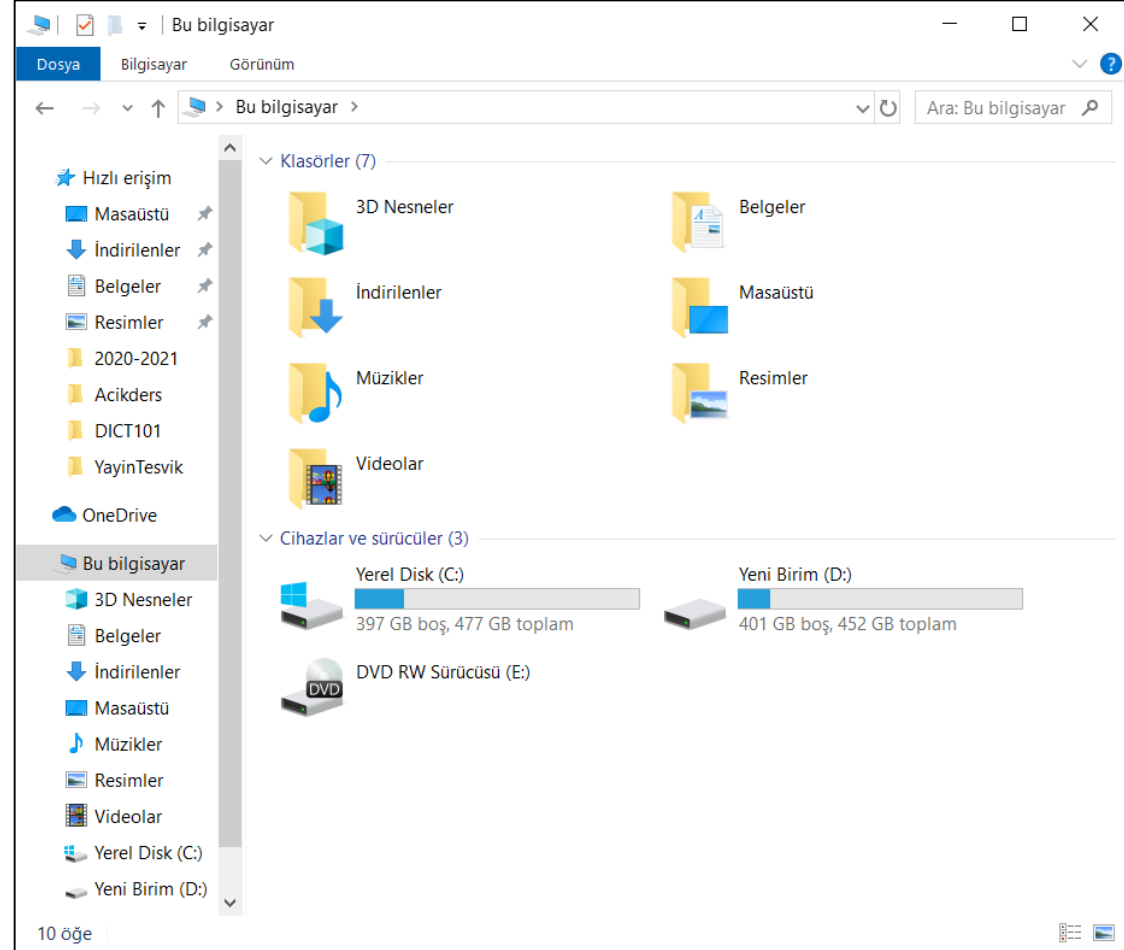 Bu bilgisayar
Dosya Bilgisayar Görünüm
Bu bilgisayar
Ara: Bu bilgisayar
Hızlı erişim
Masaüstü
İndirilenler
Belgeler
Resimler
2020-2021
Acikders
DICT101
YayinTesvik
OneDrive
Bu bilgisayar
3D Nesneler
Belgeler
İndirilenler
Masaüstü
Müzikler
Resimler
Videolar
Yerel Disk (C:)
Yeni Birim (D:)
Klasörler (7)
3D Nesneler
Belgeler
İndirilenler
Masaüstü
Müzikler
Resimler
Videolar
Cihazlar ve sürücüler (3)
Yerel Disk (C:)
397 GB boş, 477 GB toplam
Yeni Birim (D:)
401 GB boş, 452 GB toplam
DVD RW Sürücüsü (E:)
DVD
10 öğe